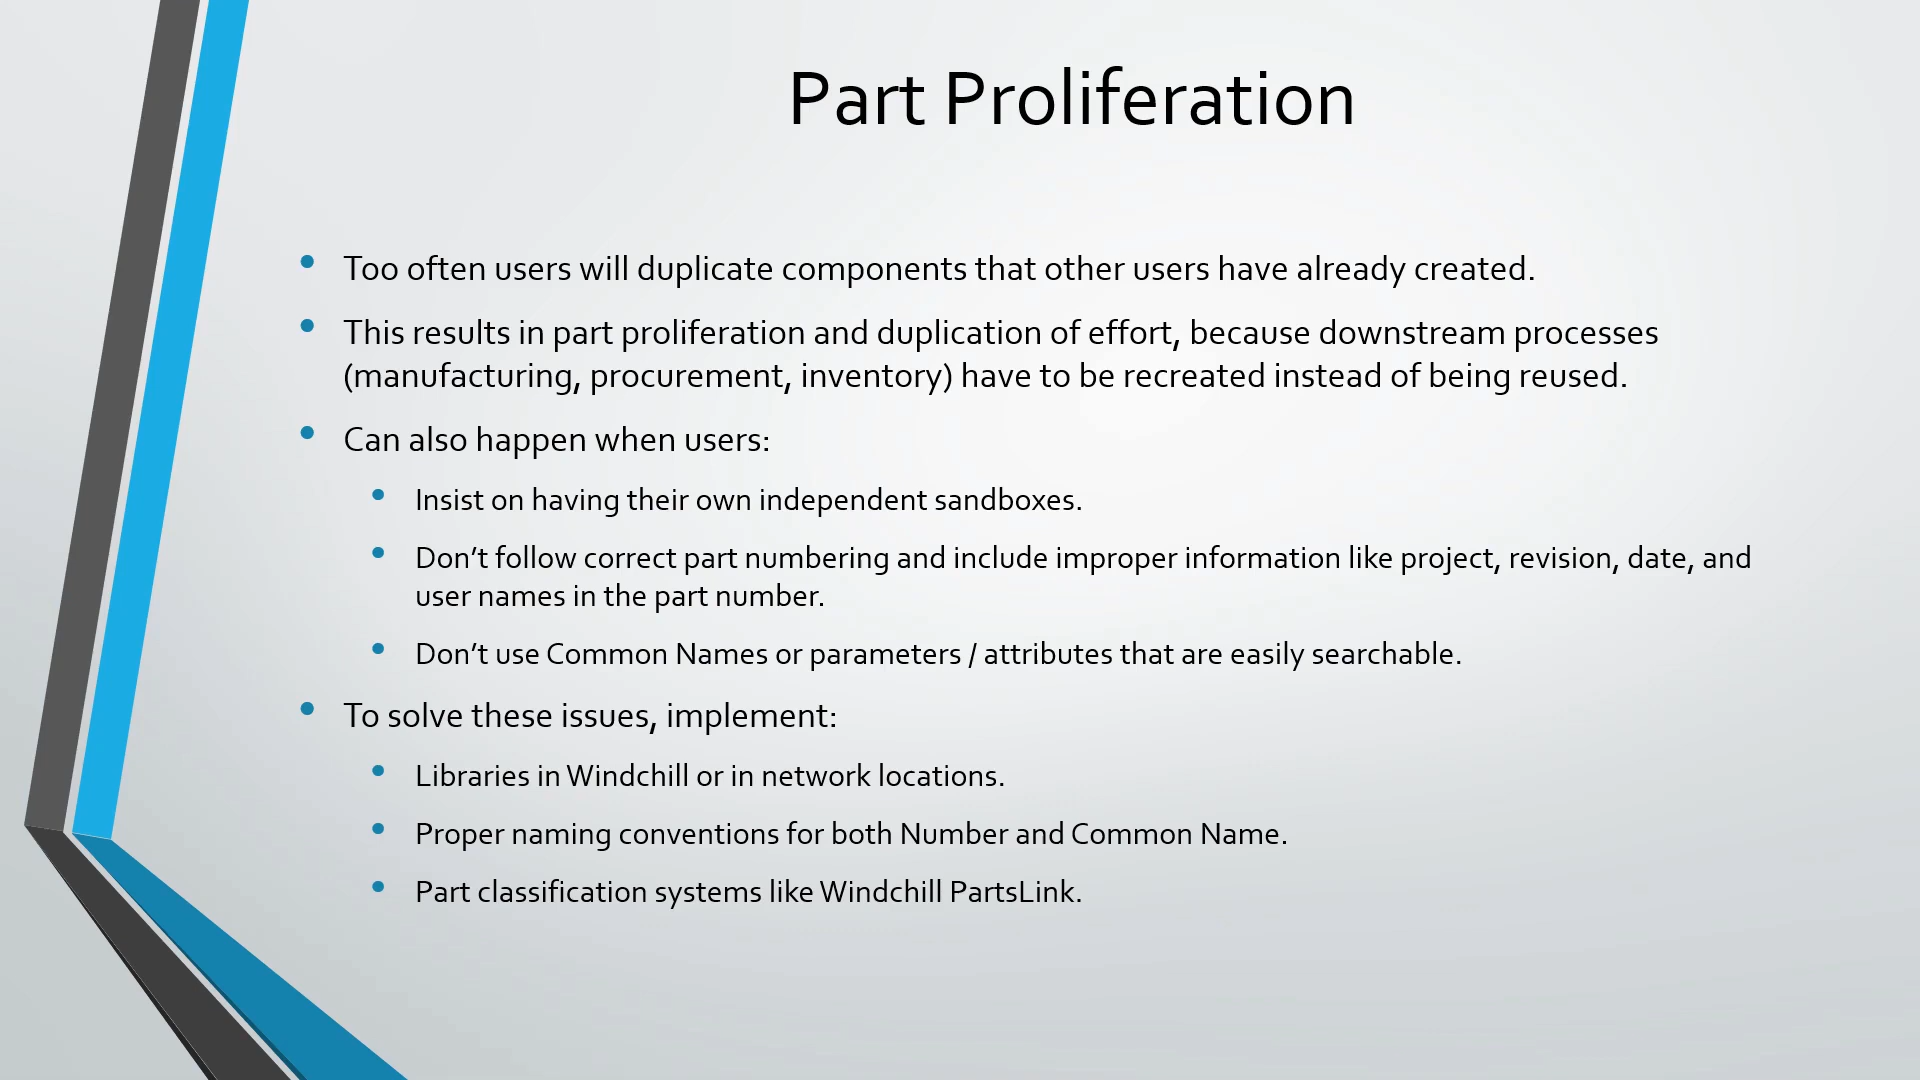 Part Proliferation
Too often users will duplicate components that other users have already created.
This results in part proliferation and duplication of effort, because downstream processes
(manufacturing, procurement, inventory) have to be recreated instead of being reused.
Can also happen when users:
Insist on having their own independent sandboxes.
Don’t follow correct part numbering and include improper information like project, revision, date, and
user names in the part number.
Don’t use Common Names or parameters / attributes that are easily searchable.
To solve these issues, implement:
Libraries in Windchill or in network locations.
Proper naming conventions for both Number and Common Name.
Part classification systems like Windchill PartsLink.